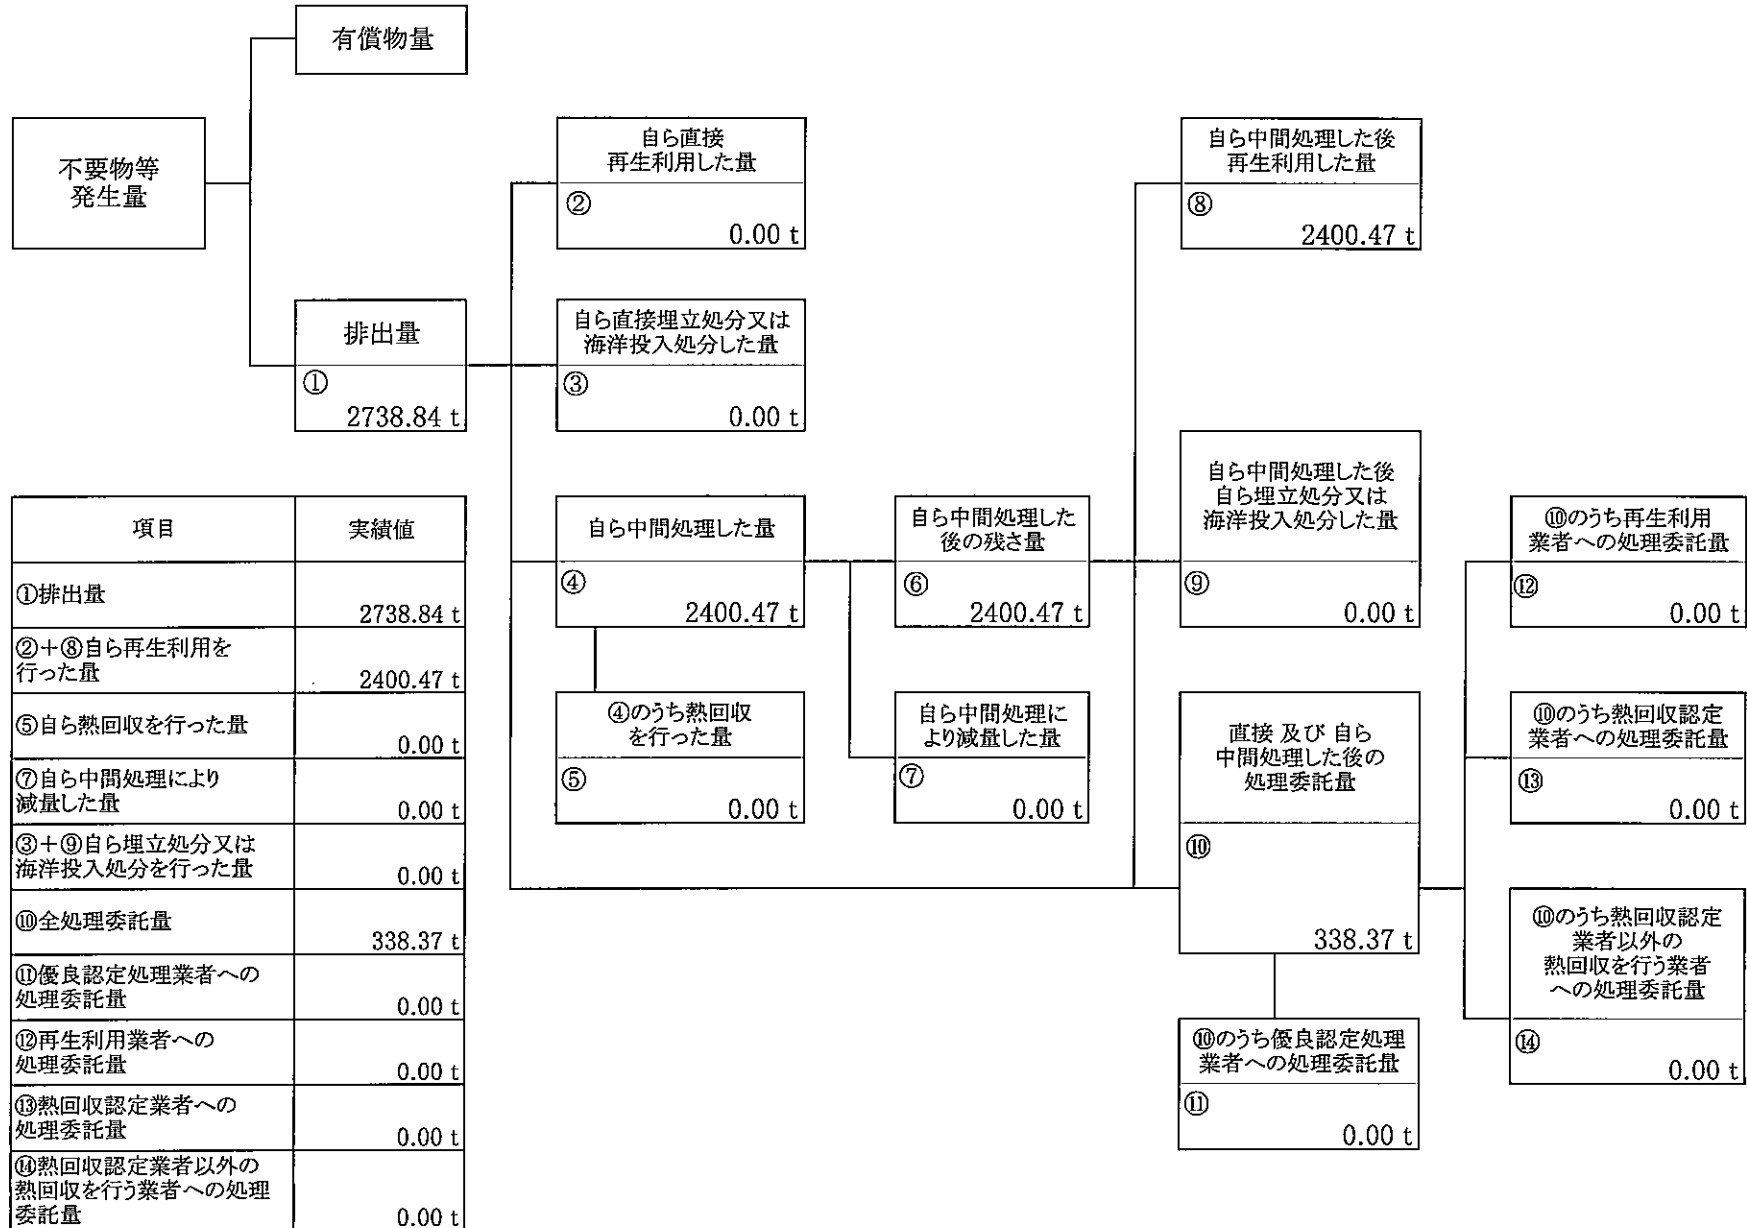 有償物量
不要物等
発生量
自ら直接
再生利用した量
②
0.00 t
自ら中間処理した後
再生利用した量
⑧
2400.47 t
排出量
①
2738.84 t
自ら直接埋立処分又は
海洋投入処分した量
③
0.00 t
自ら中間処理した量
④
2400.47 t
自ら中間処理した
後の残さ量
⑥
2400.47 t
自ら中間処理した後
自ら埋立処分又は
海洋投入処分した量
⑨
0.00 t
⑩のうち再生利用
業者への処理委託量
⑫
0.00 t
④のうち熱回収
を行った量
⑤
0.00 t
自ら中間処理に
より減量した量
⑦
0.00 t
直接 及び 自ら
中間処理した後の
処理委託量
⑩
338.37 t
⑩のうち熱回収認定
業者への処理委託量
⑬
0.00 t
⑩のうち熱回収認定
業者以外の
熱回収を行う業者
への処理委託量
⑭
0.00 t
⑩のうち優良認定処理
業者への処理委託量
⑪
0.00 t
項目 実績値
①排出量
2738.84 t
②+⑧自ら再生利用を
行った量
2400.47 t
⑤自ら熱回収を行った量
0.00 t
⑦自ら中間処理により
減量した量
0.00 t
③+⑨自ら埋立処分又は
海洋投入処分を行った量
0.00 t
⑩全処理委託量
338.37 t
⑪優良認定処理業者への
処理委託量
0.00 t
⑫再生利用業者への
処理委託量
0.00 t
⑬熱回収認定業者への
処理委託量
0.00 t
⑭熱回収認定業者以外の
熱回収を行う業者への処理
委託量
0.00 t